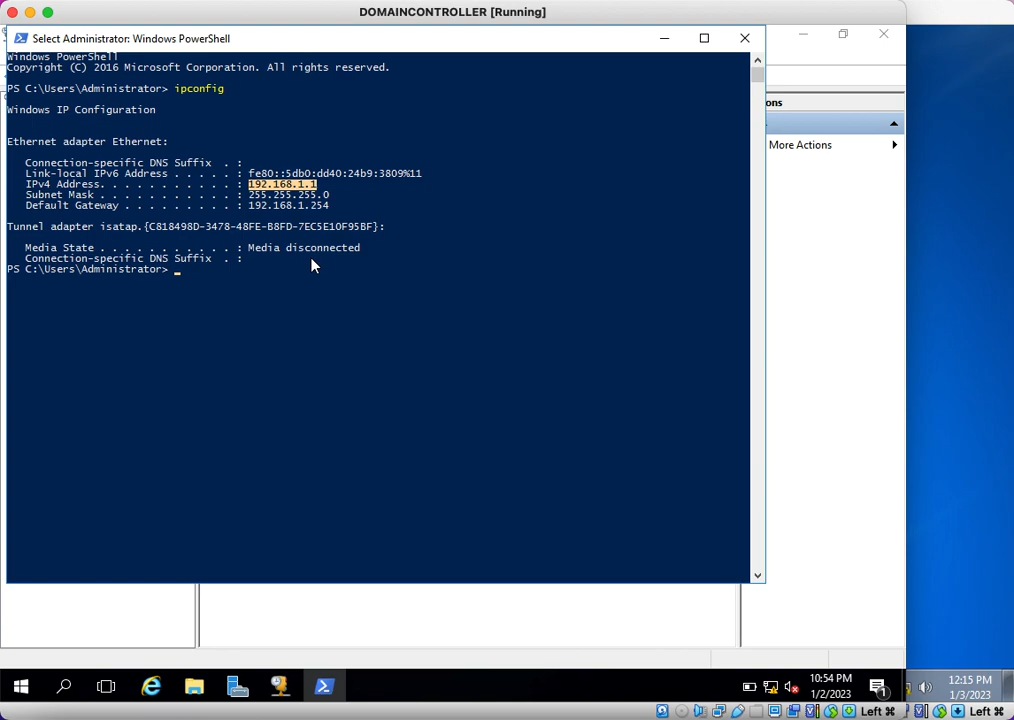 DOMAINCONTROLLER [Running]
Select Administrator: Windows PowerShell
Windows PowerShell
Copyright (C) 2016 Microsoft Corporation. All rights reserved.
PS C:\Users\Administrator> ipconfig
Windows IP Configuration
Ethernet adapter Ethernet:
Connection-specific DNS Suffix . :
Link-local IPv6 Address . . . . . : fe80::5db0:dd40:24b9:3809%11
IPv4 Address. . . . . . . . . . . : 192.168.1.1
Subnet Mask . . . . . . . . . . . : 255.255.255.0
Default Gateway . . . . . . . . . : 192.168.1.254
Tunnel adapter isatap.{C818498D-3478-48FE-B8FD-7EC5E10F95BF}:
Media State . . . . . . . . . . . : Media disconnected
Connection-specific DNS Suffix . :
PS C:\Users\Administrator>
ons
More Actions
10:54 PM
1/2/2023
1
12:15 PM
1/3/2023
Left ⌘
Left ⌘